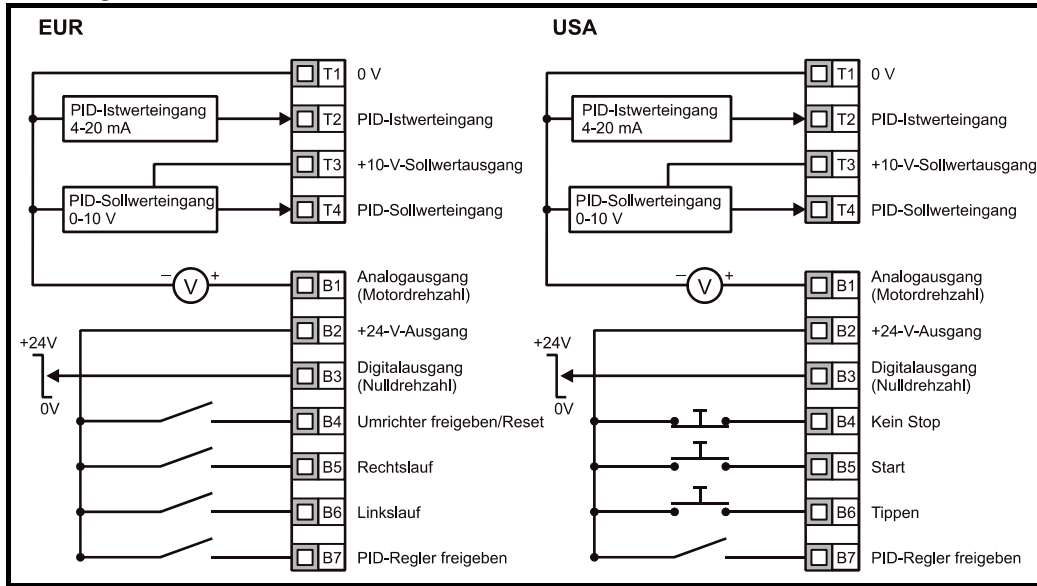 EUR
T1 0 V
PID-Istwerteingang
4-20 mA
T2 PID-Istwerteingang
T3 +10-V-Sollwertausgang
PID-Sollwerteingang
0-10 V
T4 PID-Sollwerteingang
– V +
B1 Analogausgang
(Motordrehzahl)
B2 +24-V-Ausgang
+24V
B3 Digitalausgang
(Nulldrehzahl)
0V
B4 Umrichter freigeben/Reset
B5 Rechtslauf
B6 Linkslauf
B7 PID-Regler freigeben
USA
T1 0 V
PID-Istwerteingang
4-20 mA
T2 PID-Istwerteingang
T3 +10-V-Sollwertausgang
PID-Sollwerteingang
0-10 V
T4 PID-Sollwerteingang
– V +
B1 Analogausgang
(Motordrehzahl)
B2 +24-V-Ausgang
+24V
B3 Digitalausgang
(Nulldrehzahl)
0V
B4 Kein Stop
B5 Start
B6 Tippen
B7 PID-Regler freigeben